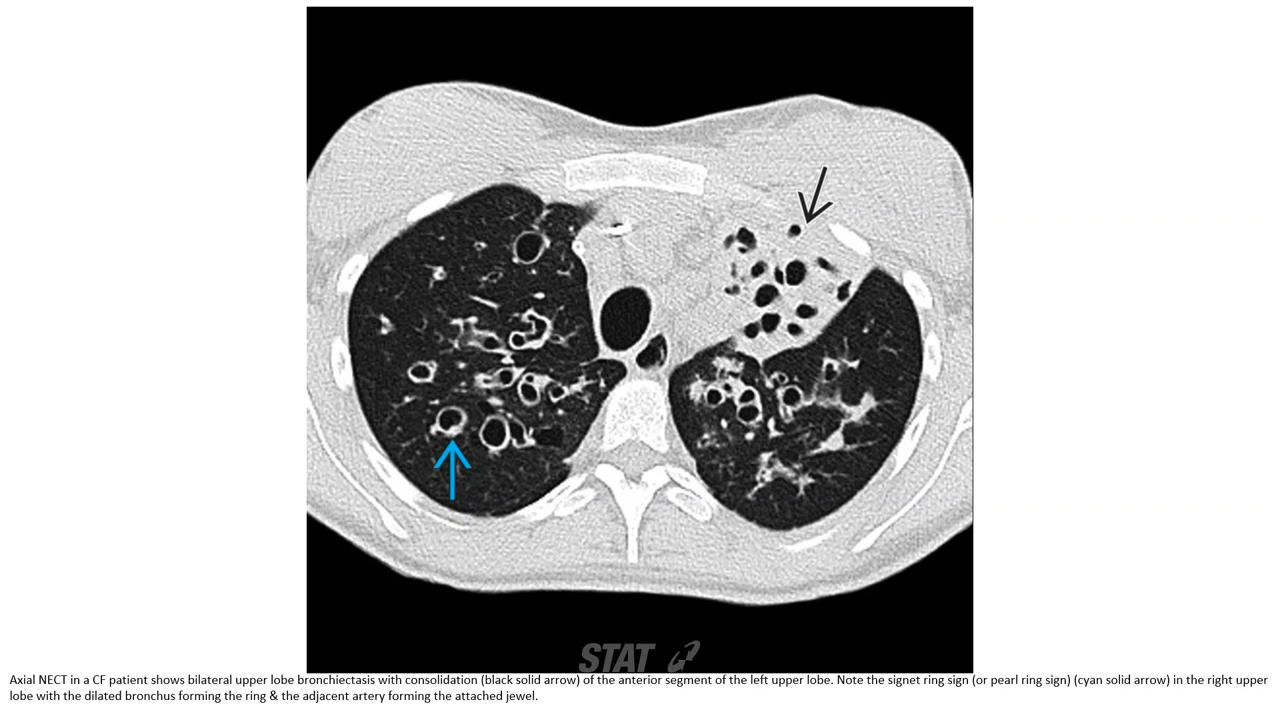 STAT
Axial NECT in a CF patient shows bilateral upper lobe bronchiectasis with consolidation (black solid arrow) of the anterior segment of the left upper lobe. Note the signet ring sign (or pearl ring sign) (cyan solid arrow) in the right upper
lobe with the dilated bronchus forming the ring & the adjacent artery forming the attached jewel.